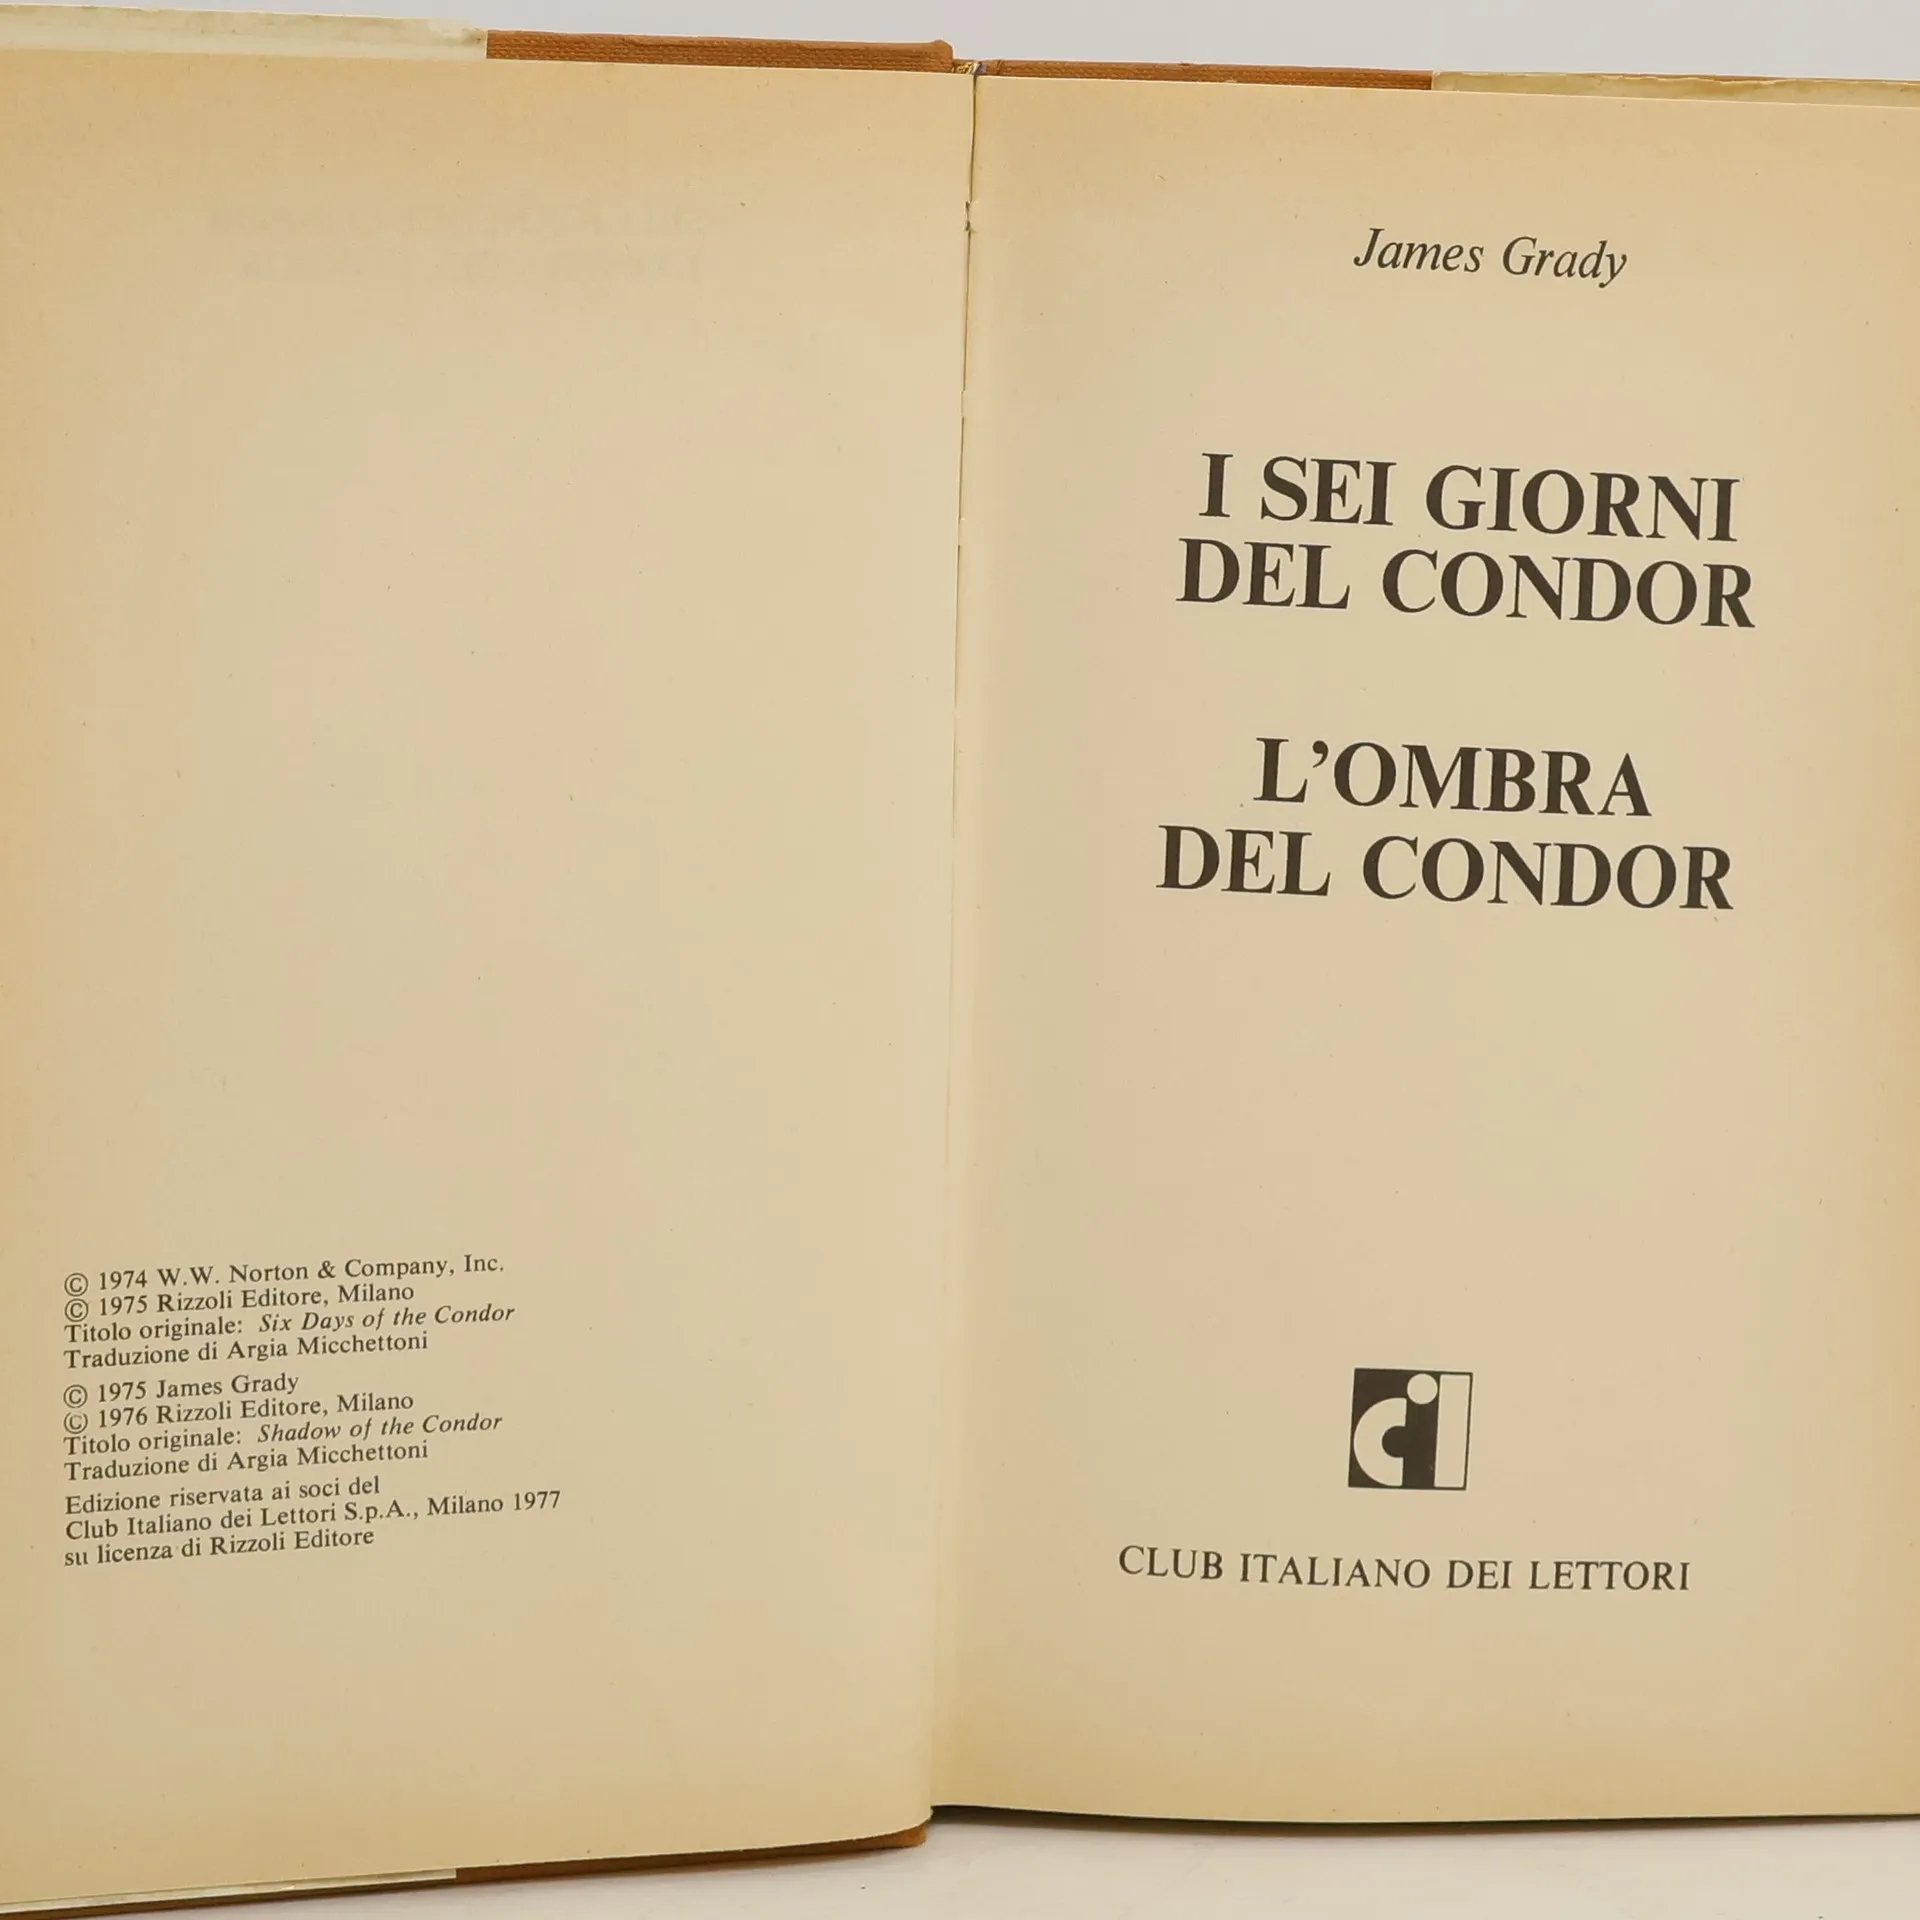 © 1974 W.W. Norton & Company, Inc.
© 1975 Rizzoli Editore, Milano
Titolo originale: Six Days of the Condor
Traduzione di Argia Micchettoni
© 1975 James Grady
© 1976 Rizzoli Editore, Milano
Titolo originale: Shadow of the Condor
Traduzione di Argia Micchettoni
Edizione riservata ai soci del
Club Italiano dei Lettori S.p.A., Milano 1977
su licenza di Rizzoli Editore
James Grady
I SEI GIORNI
DEL CONDOR
L'OMBRA
DEL CONDOR
cil
CLUB ITALIANO DEI LETTORI